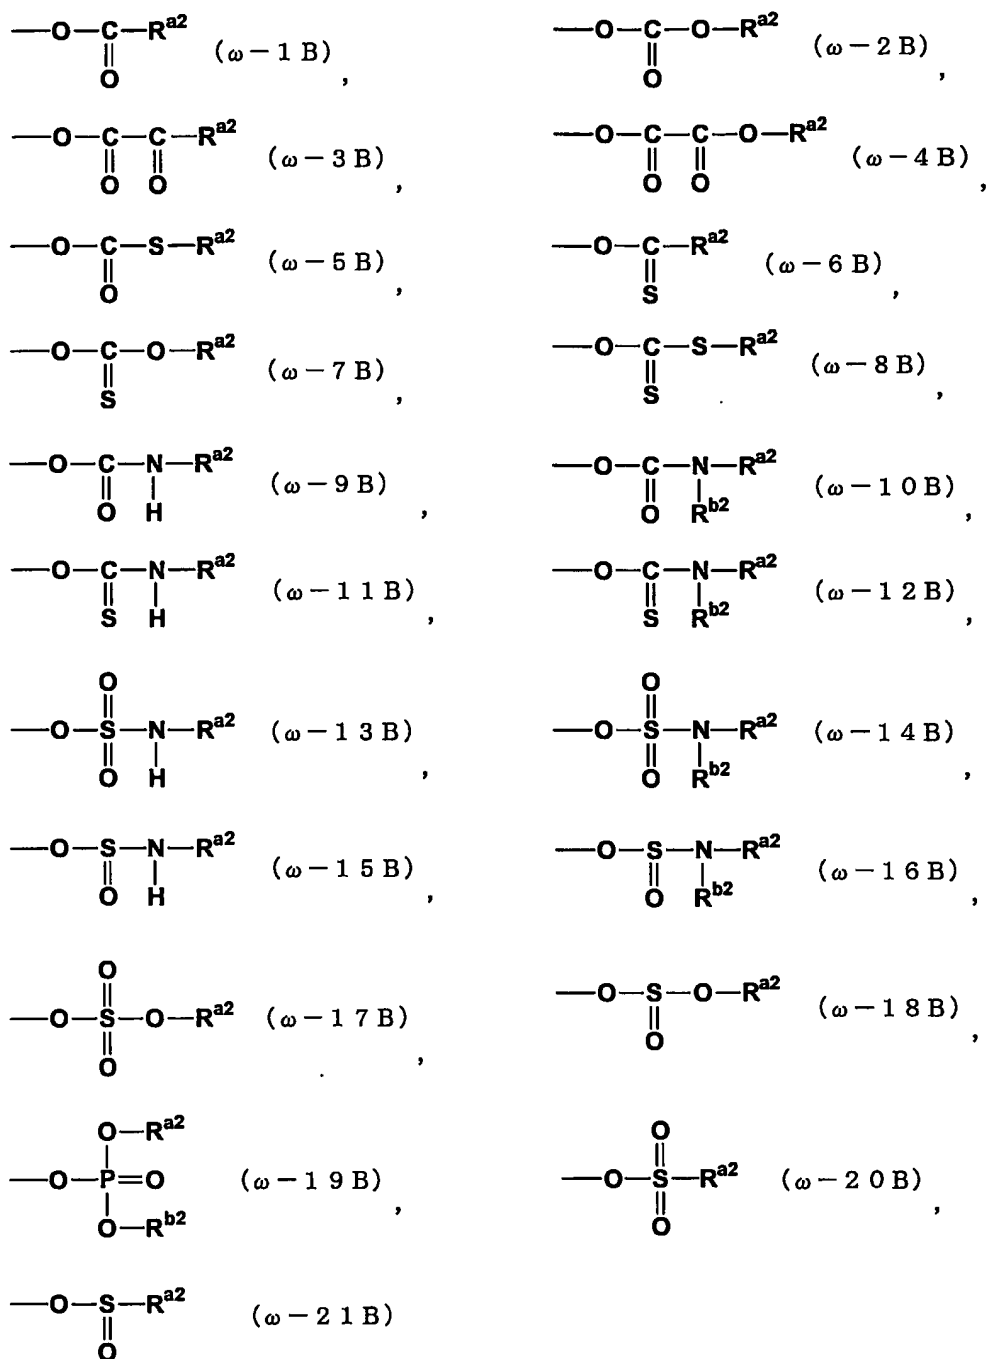 —O—C—R^a2 (ω-1B),
O
—O—C—O—R^a2 (ω-2B),
O
—O—C—C—R^a2 (ω-3B),
O O
—O—C—C—O—R^a2 (ω-4B),
O O
—O—C—S—R^a2 (ω-5B),
O
—O—C—R^a2 (ω-6B),
S
—O—C—O—R^a2 (ω-7B),
S
—O—C—S—R^a2 (ω-8B),
S
—O—C—N—R^a2 (ω-9B),
O H
—O—C—N—R^a2 (ω-10B),
O R^b2
—O—C—N—R^a2 (ω-11B),
S H
—O—C—N—R^a2 (ω-12B),
S R^b2
O
—O—S—N—R^a2 (ω-13B),
O H
O
—O—S—N—R^a2 (ω-14B),
O R^b2
—O—S—N—R^a2 (ω-15B),
O H
—O—S—N—R^a2 (ω-16B),
O R^b2
O
—O—S—O—R^a2 (ω-17B),
O
—O—S—O—R^a2 (ω-18B),
O
O—R^a2
—O—P=O (ω-19B),
O—R^b2
O
—O—S—R^a2 (ω-20B),
O
—O—S—R^a2 (ω-21B)
O